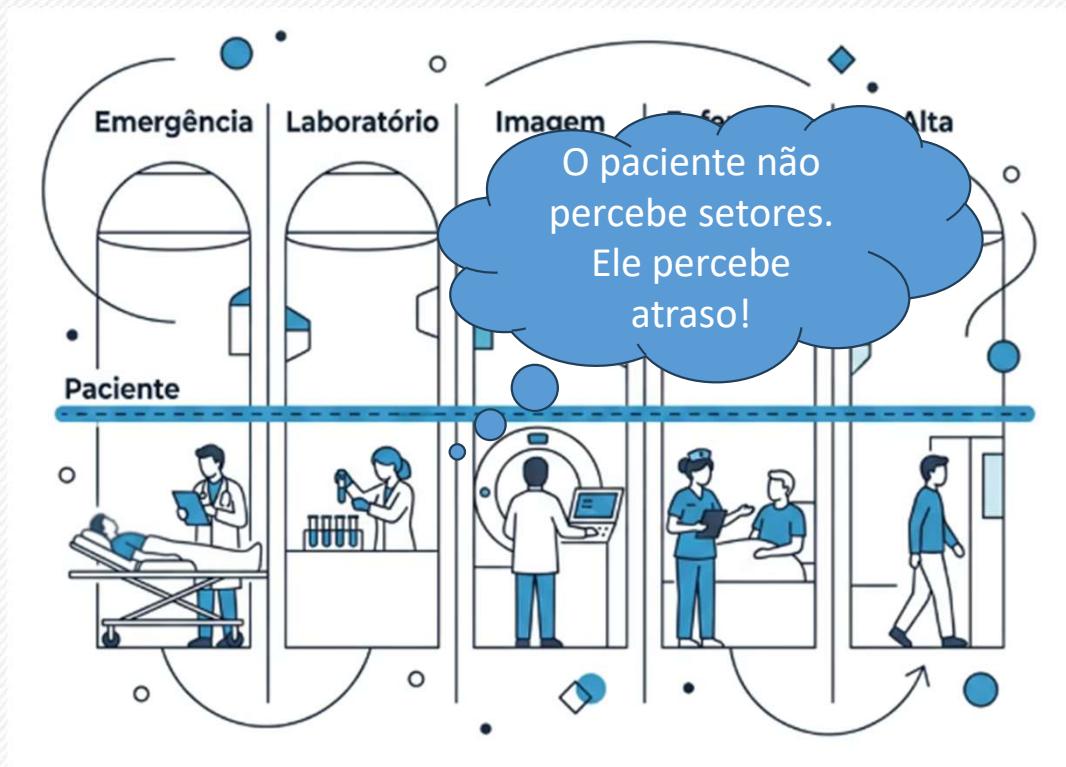 Emergência
Laboratório
Imagem
Alta
O paciente não
percebe setores.
Ele percebe
atraso!
Paciente